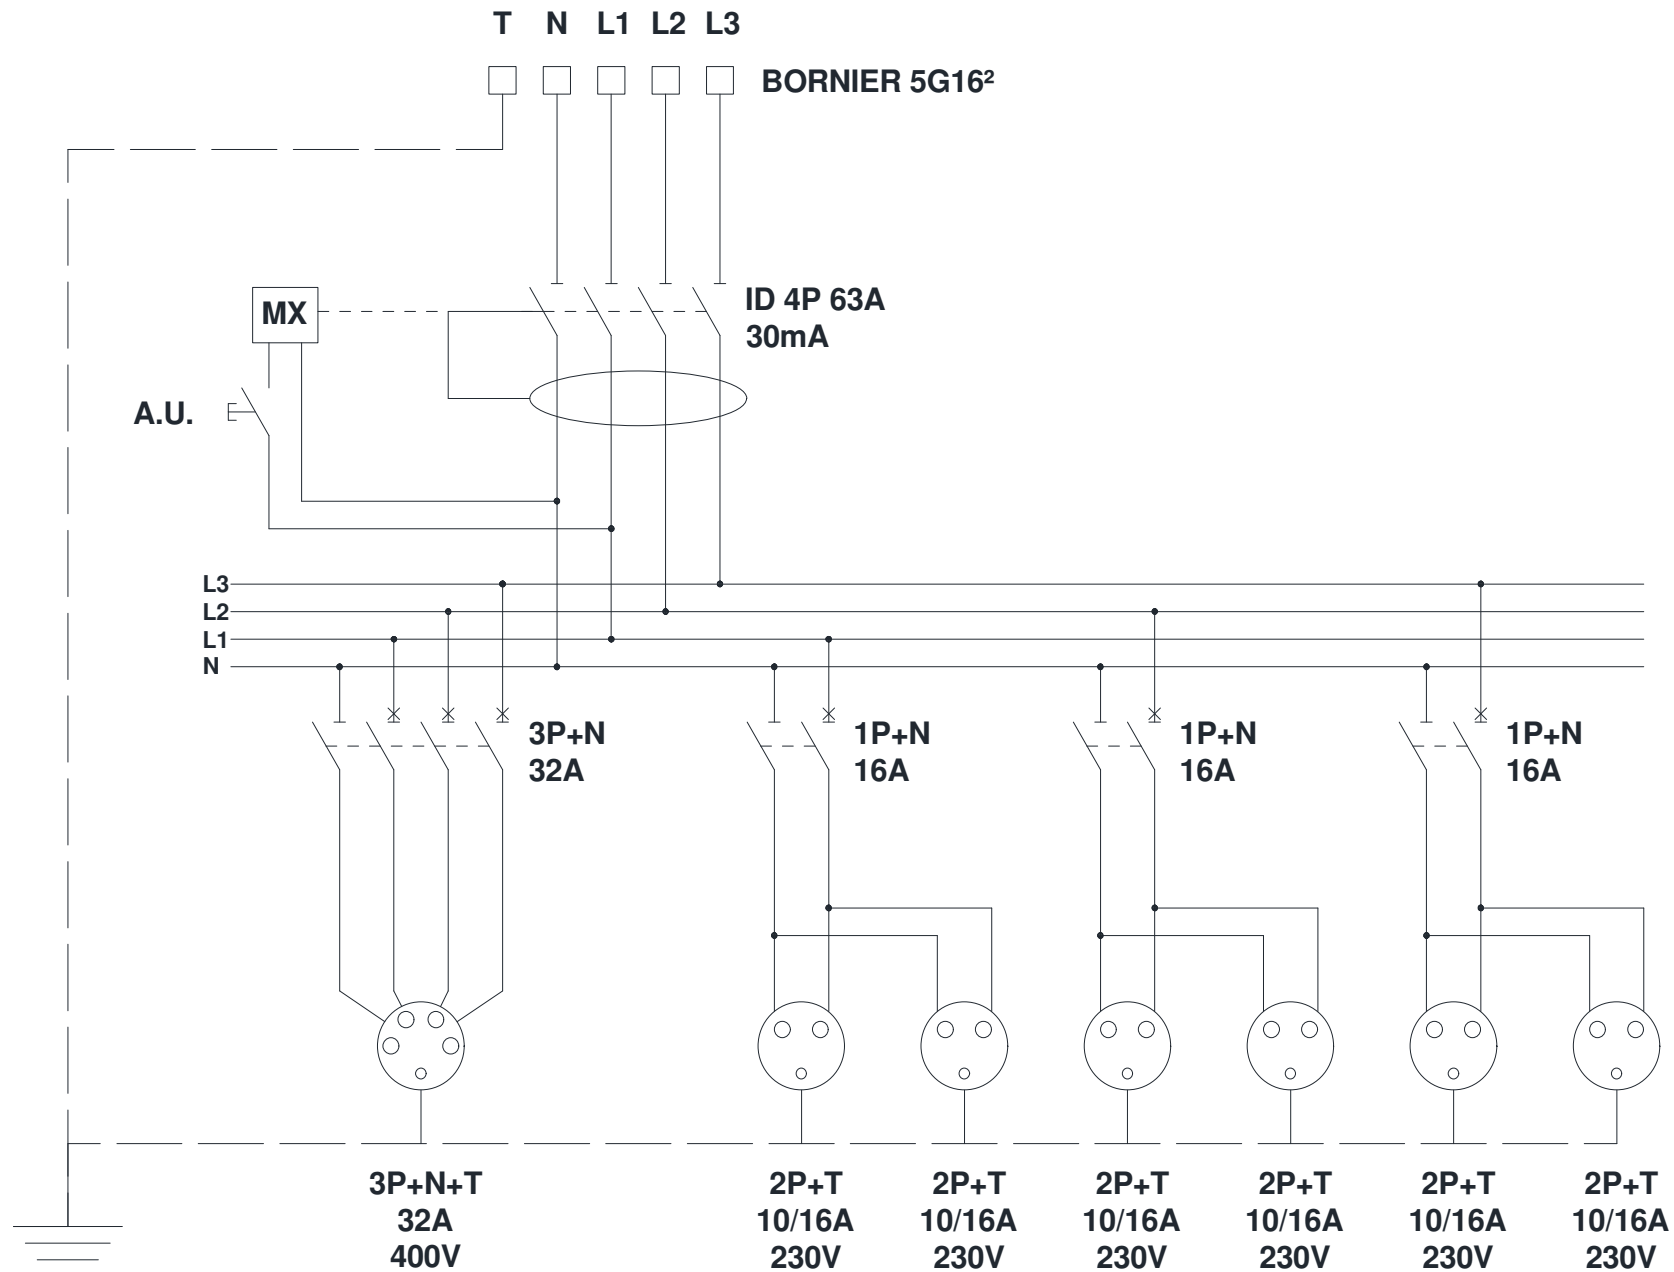 T N L1 L2 L3
BORNIER 5G16²
MX
ID 4P 63A
30mA
A.U.
L3
L2
L1
N
3P+N
32A
1P+N
16A
1P+N
16A
1P+N
16A
3P+N+T
32A
400V
2P+T
10/16A
230V
2P+T
10/16A
230V
2P+T
10/16A
230V
2P+T
10/16A
230V
2P+T
10/16A
230V
2P+T
10/16A
230V